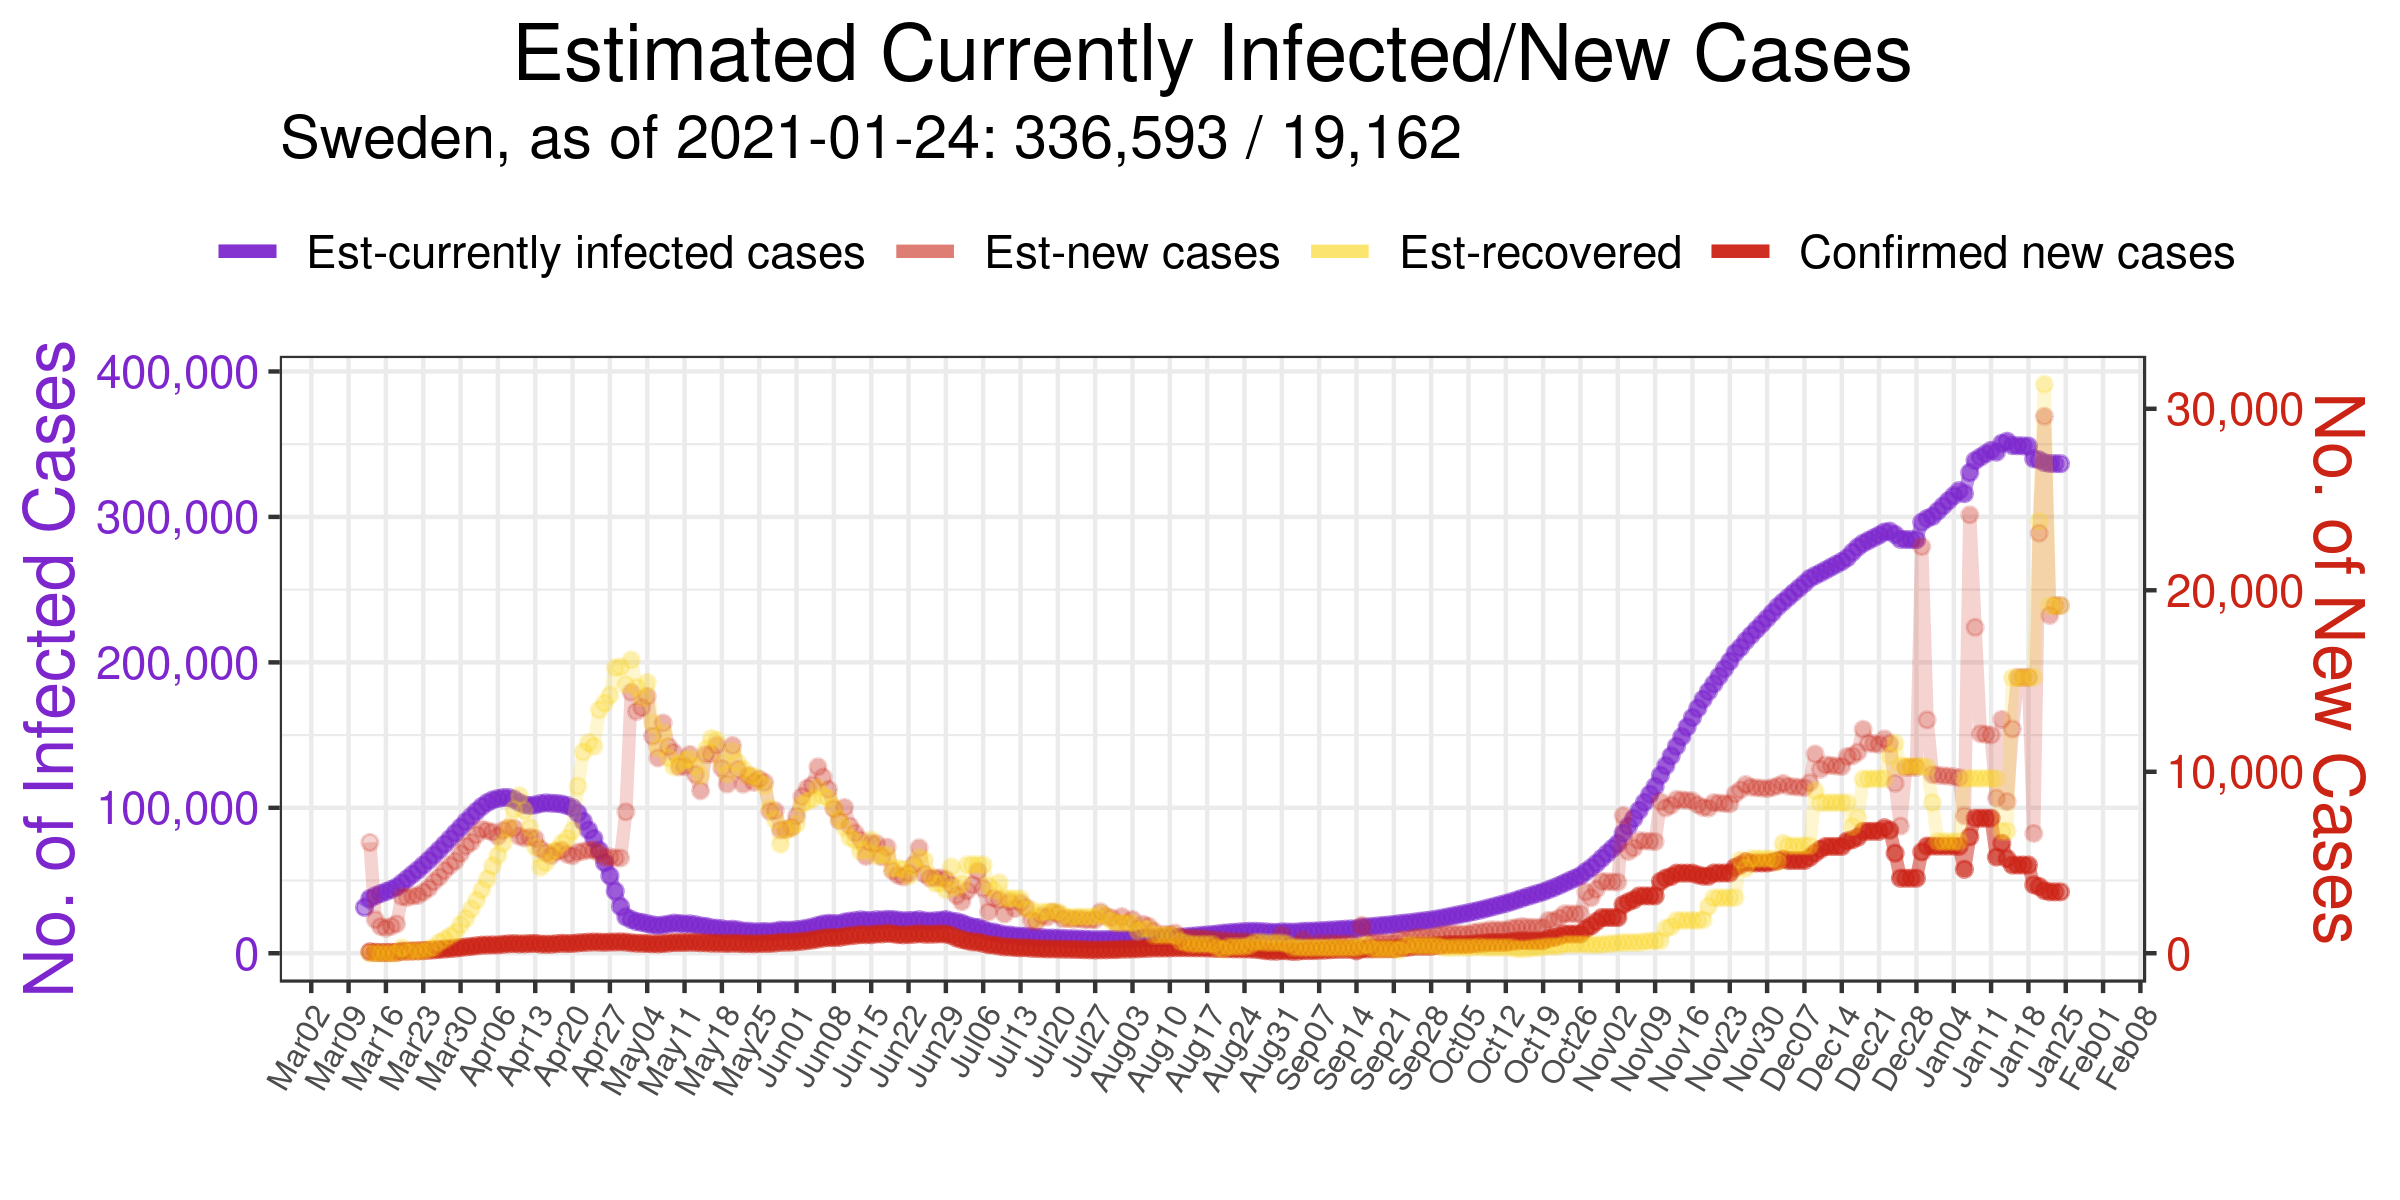 Estimated Currently Infected/New Cases
Sweden, as of 2021-01-24: 336,593 / 19,162
Est-currently infected cases Est-new cases Est-recovered Confirmed new cases
No. of Infected Cases
400,000
300,000
200,000
100,000
0
30,000
20,000
10,000
0
No. of New Cases
Mar02 Mar09 Mar16 Mar23 Mar30 Apr06 Apr13 Apr20 Apr27 May04 May11 May18 May25 Jun01 Jun08 Jun15 Jun22 Jun29 Jul06 Jul13 Jul20 Jul27 Aug03 Aug10 Aug17 Aug24 Aug31 Sep07 Sep14 Sep21 Sep28 Oct05 Oct12 Oct19 Oct26 Nov02 Nov09 Nov16 Nov23 Nov30 Dec07 Dec14 Dec21 Dec28 Jan04 Jan11 Jan18 Jan25 Feb01 Feb08